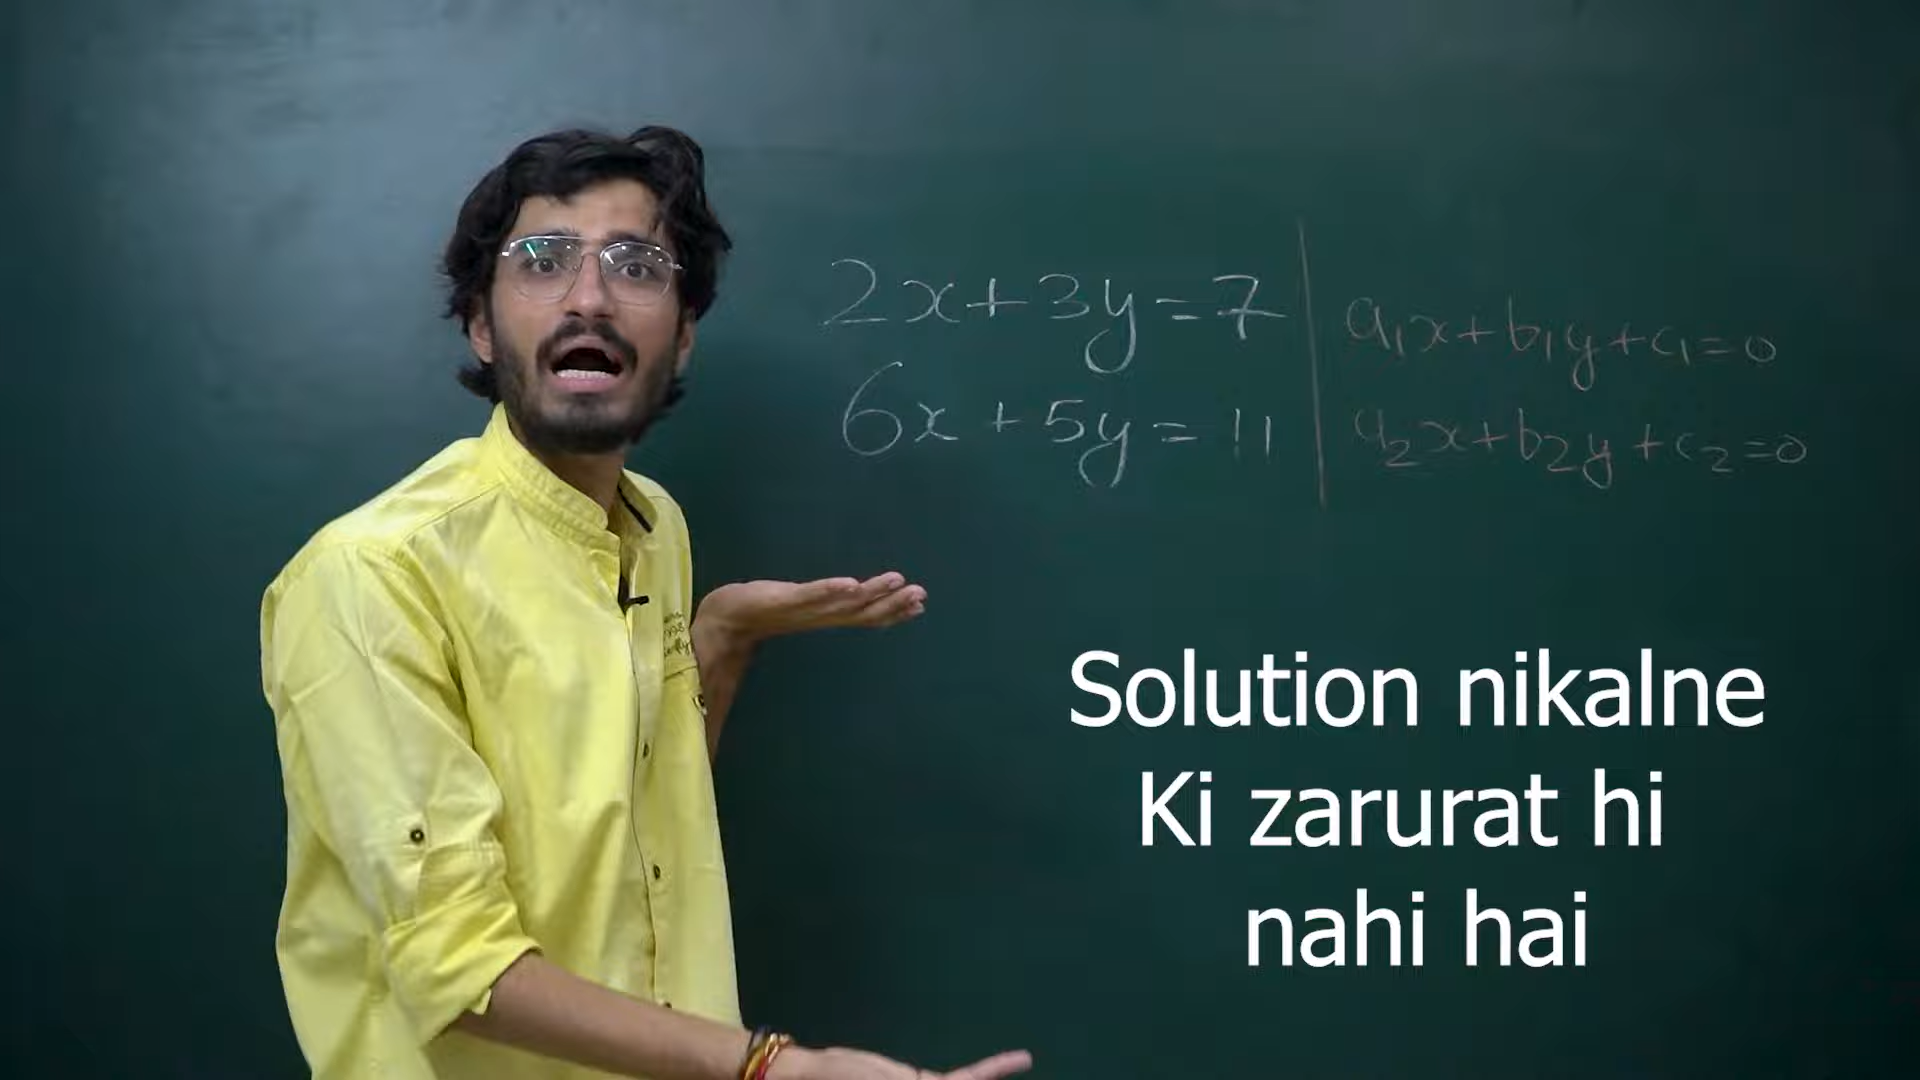 2x+3y=7
6x+5y=11
a₁x+b₁y+c₁=0
a₂x+b₂y+c₂=0
Solution nikalne
Ki zarurat hi
nahi hai